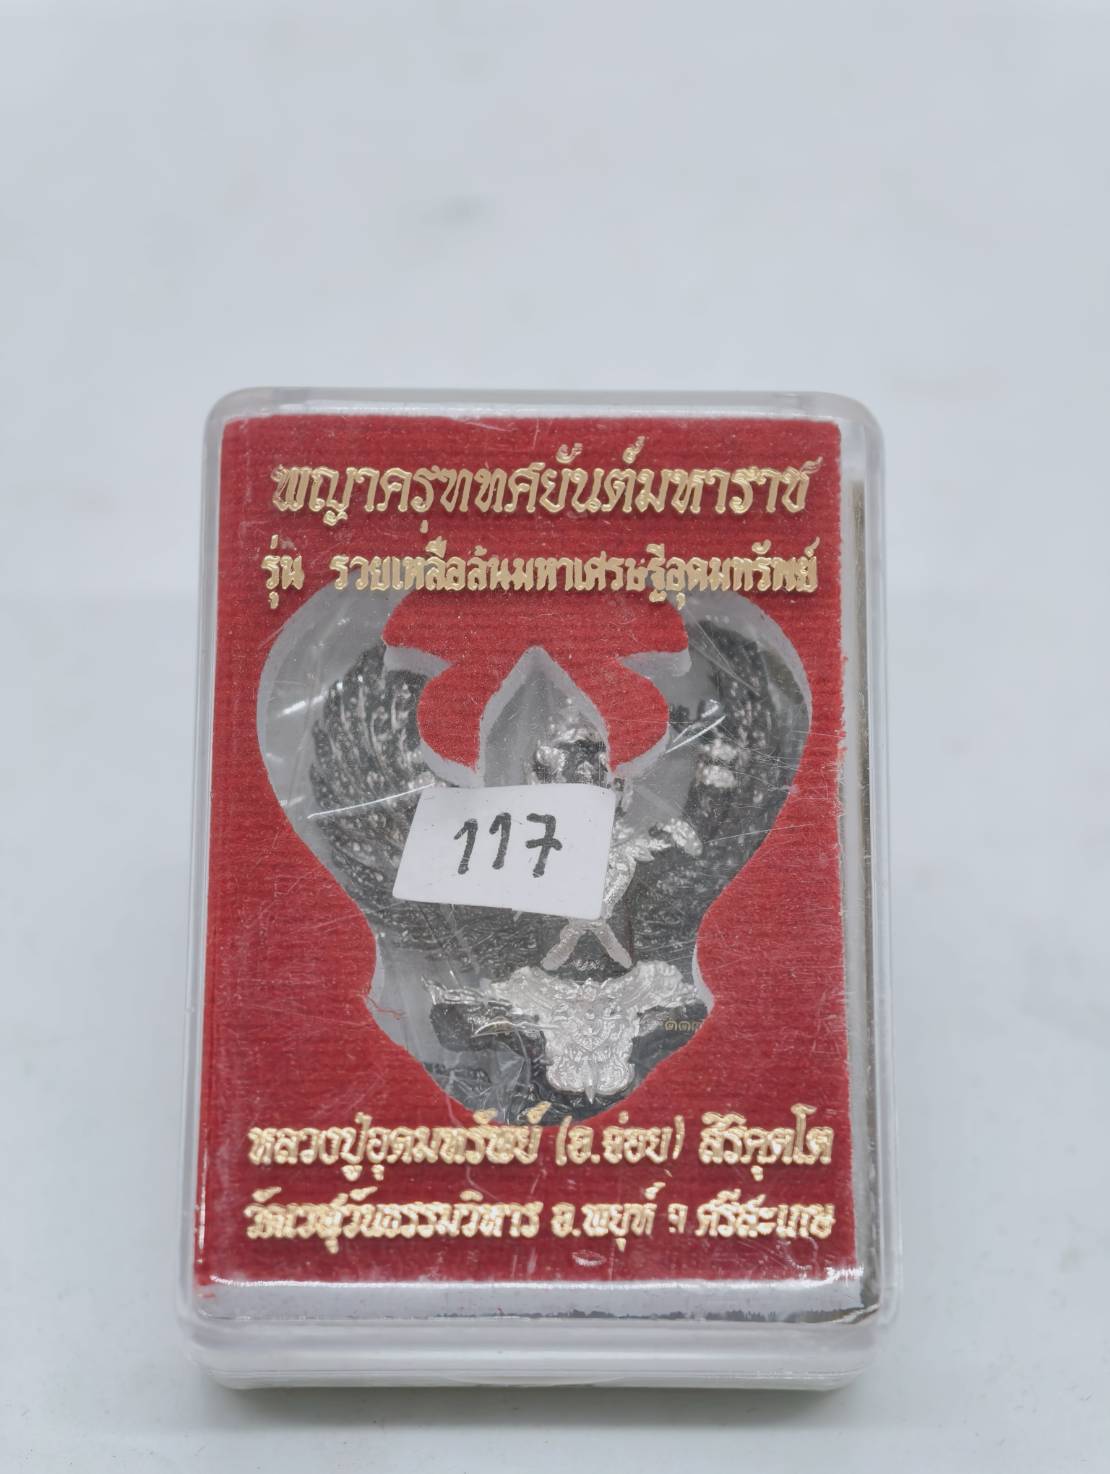 พญาครุฑทศยันต์มหาราช
รุ่น รวยเหลือล้นมหาเศรษฐีอุดมทรัพย์
117
๑๑๗
หลวงปู่อุดมทรัพย์ (อ.จ่อย) สิริคุตโต
วัดเวฬุวันธรรมวิหาร อ.พยุห์ จ ศรีสะเกษ